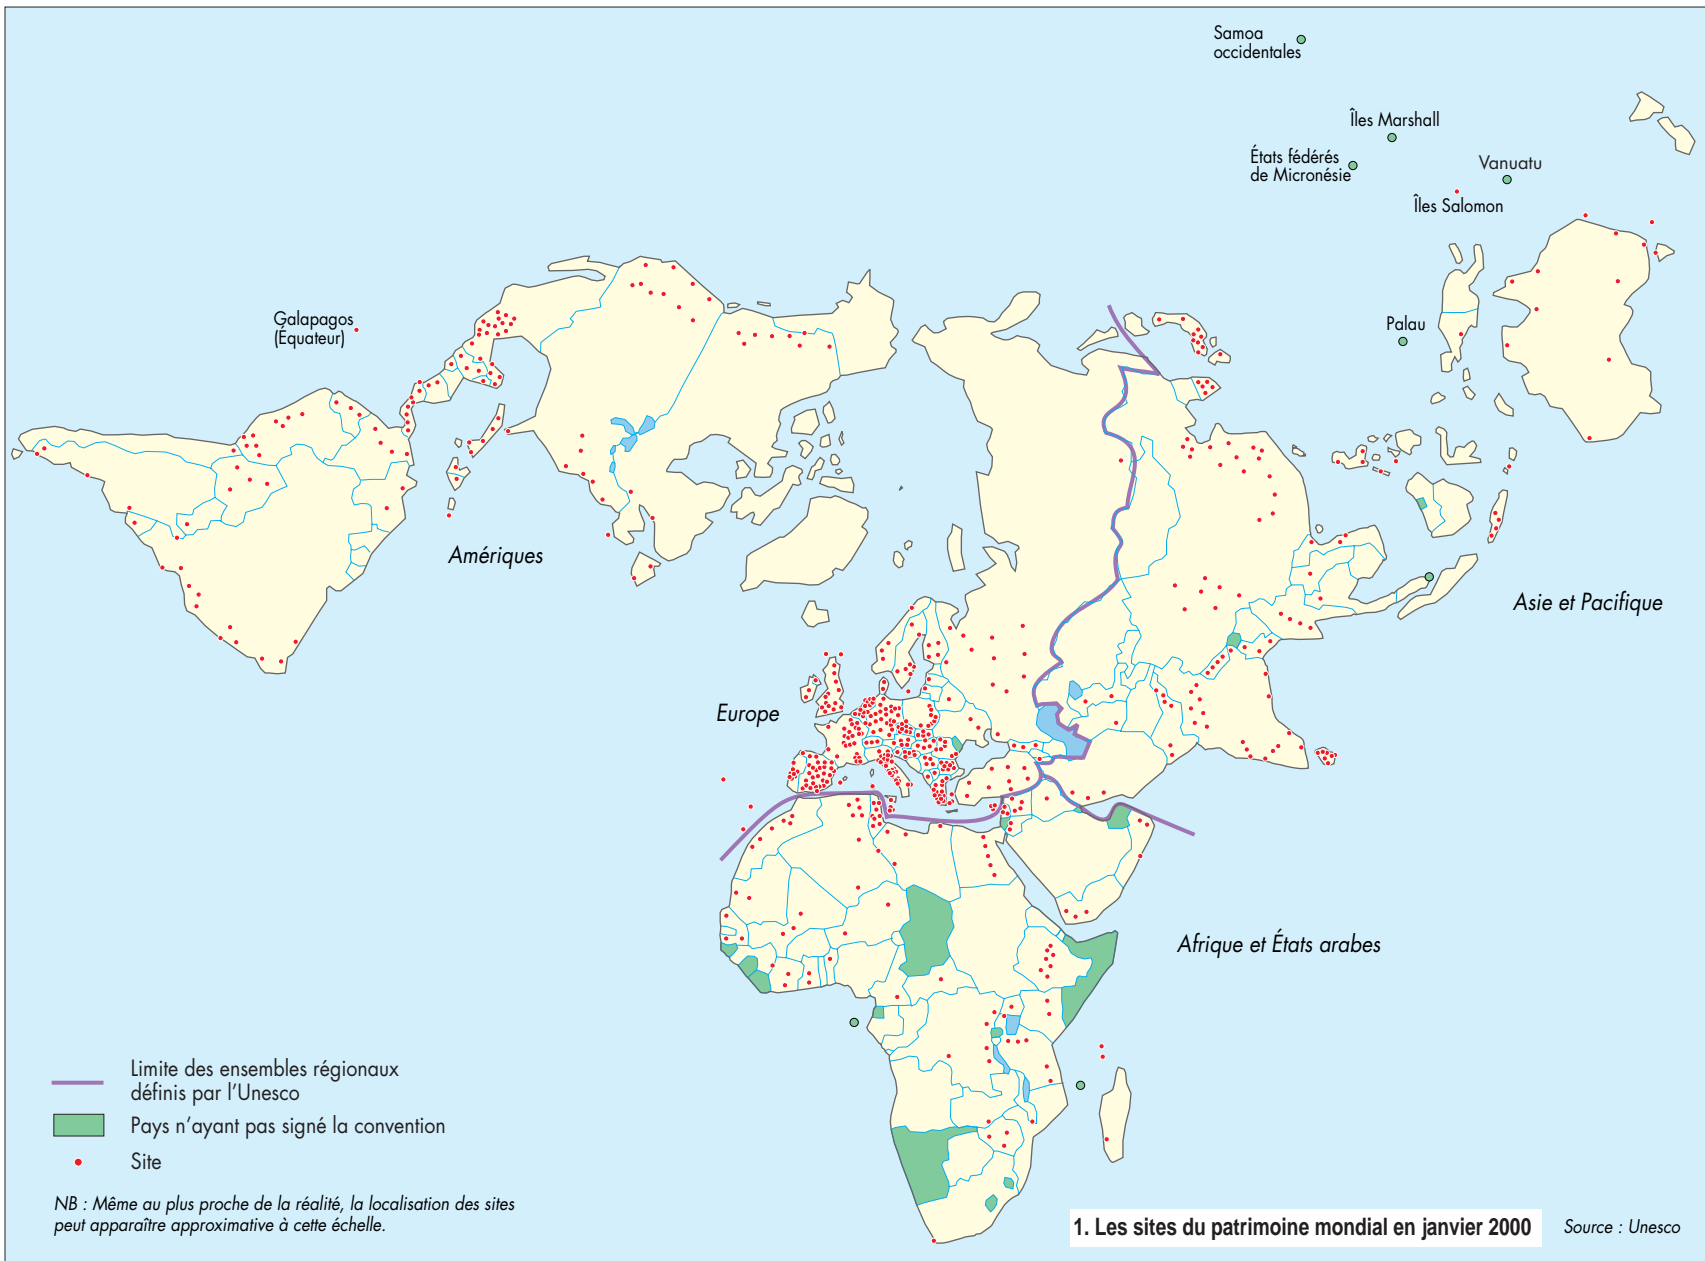 Samoa
occidentales
Îles Marshall
États fédérés
de Micronésie
Vanuatu
Îles Salomon
Galapagos
(Équateur)
Palau
Amériques
Asie et Pacifique
Europe
Afrique et États arabes
Limite des ensembles régionaux
définis par l'Unesco
Pays n'ayant pas signé la convention
Site
NB : Même au plus proche de la réalité, la localisation des sites
peut apparaître approximative à cette échelle.
1. Les sites du patrimoine mondial en janvier 2000
Source : Unesco